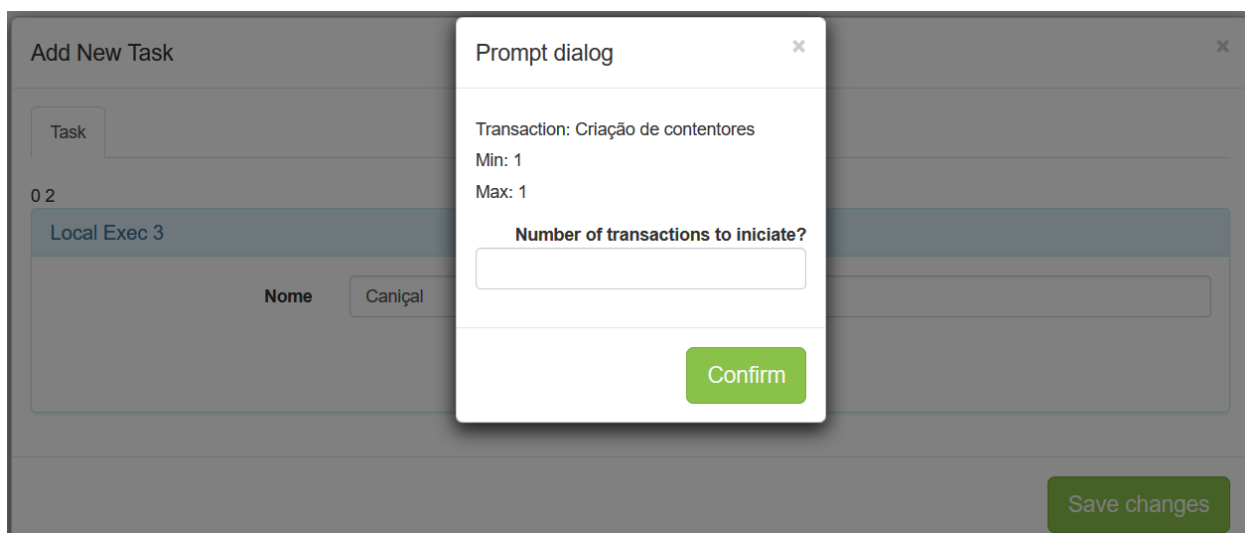 Add New Task
×
Task
0 2
Local Exec 3
Nome
Caniçal
Save changes
Prompt dialog
×
Transaction: Criação de contentores
Min: 1
Max: 1
Number of transactions to iniciate?
Confirm